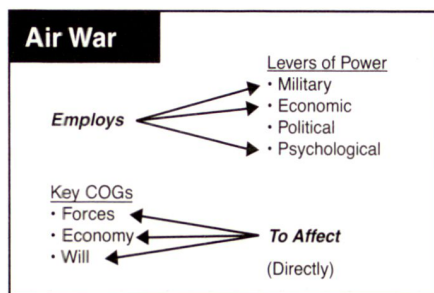 Air War
Levers of Power
· Military
Employs
· Economic
· Political
· Psychological
Key COGs
· Forces
· Economy
To Affect
· Will
(Directly)